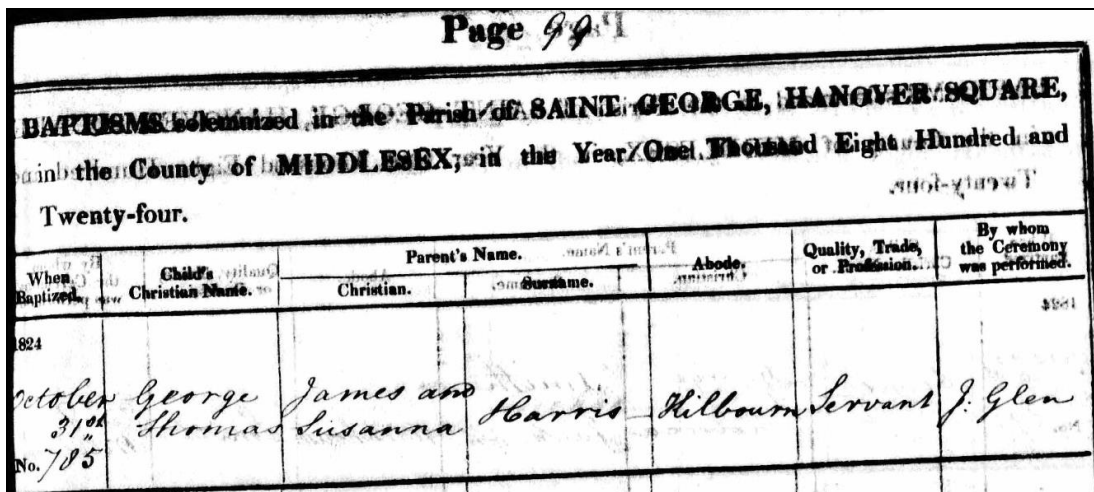 Page 99
BAPTISMS solemnized in the Parish of SAINT GEORGE, HANOVER SQUARE,
in the County of MIDDLESEX, in the Year One Thousand Eight Hundred and
Twenty-four.
When Baptized. Child's Christian Name. Parent's Name. Christian. Surname. Abode. Quality, Trade, or Profession. By whom the Ceremony was performed.
1824
October George James and Harris Kilbourn Servant J. Glen
31st Thomas Susanna
No. 785